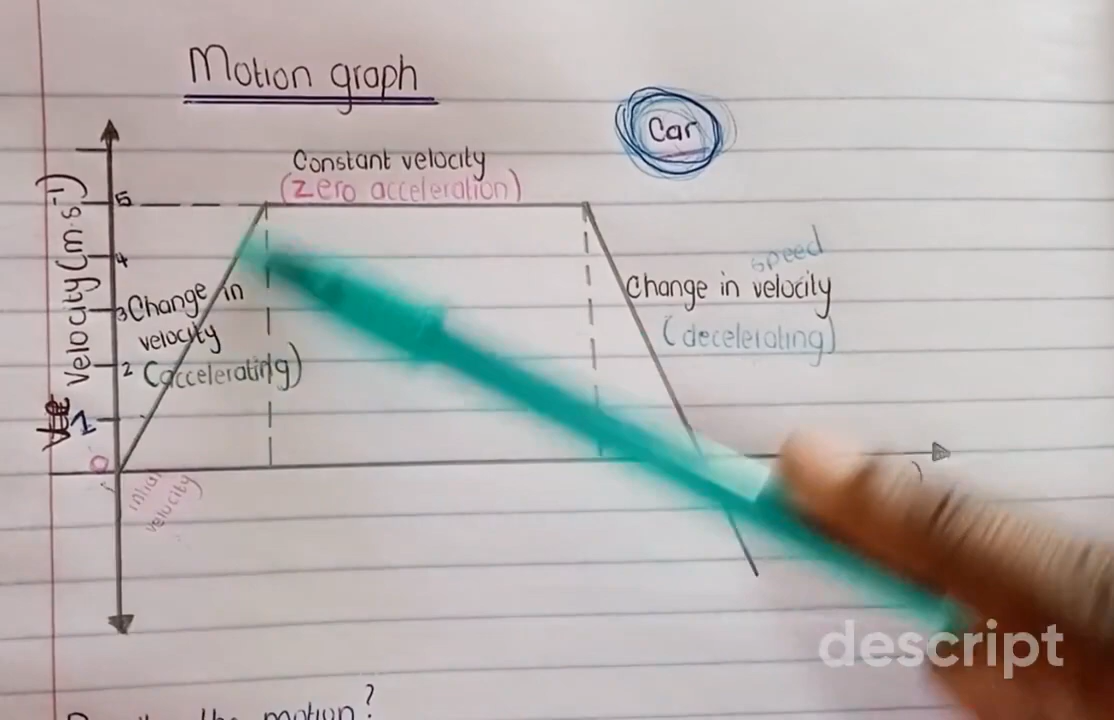 Motion graph
Car
Constant velocity
(zero acceleration)
Velocity (m·s⁻¹)
5
4
3
2
1
0
Change in
velocity
(accelerating)
speed
Change in velocity
(decelerating)
initial
velocity
)
the motion?
descript